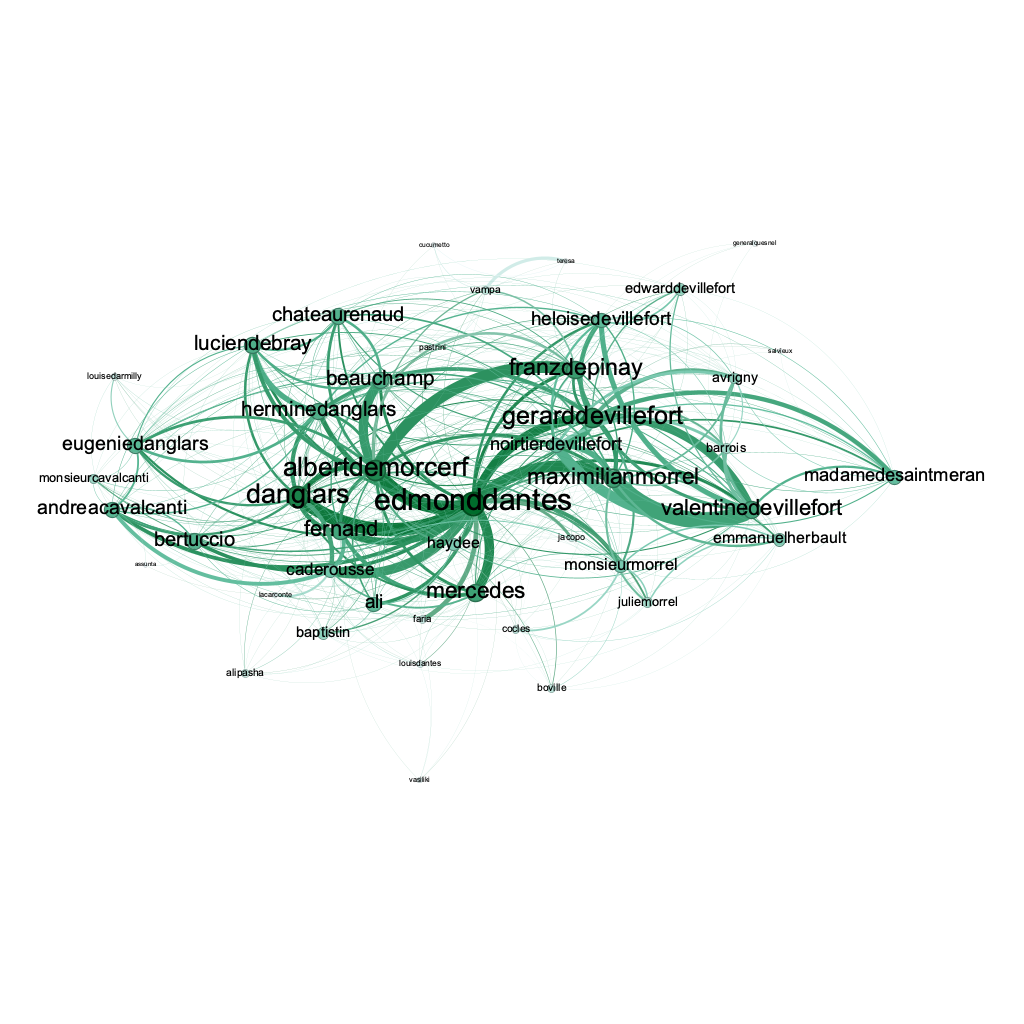 generalquesnel
cucumetto
teresa
edwarddevillefort
vampa
chateaurenaud
heloisedevillefort
luciendebray
pastrini
salvieux
franzdepinay
louisedarmilly
beauchamp
avrigny
herminedanglars
gerarddevillefort
eugeniedanglars
noirtierdevillefort
barrois
albertdemorcerf
monsieurcavalcanti
maximilianmorrel
madamedesaintmeran
danglars
edmonddantes
andreacavalcanti
valentinedevillefort
fernand
bertuccio
haydee
jacopo
emmanuelherbault
assunta
monsieurmorrel
caderousse
mercedes
lacarconte
ali
juliemorrel
faria
baptistin
cocles
louisdantes
alipasha
boville
vasiliki